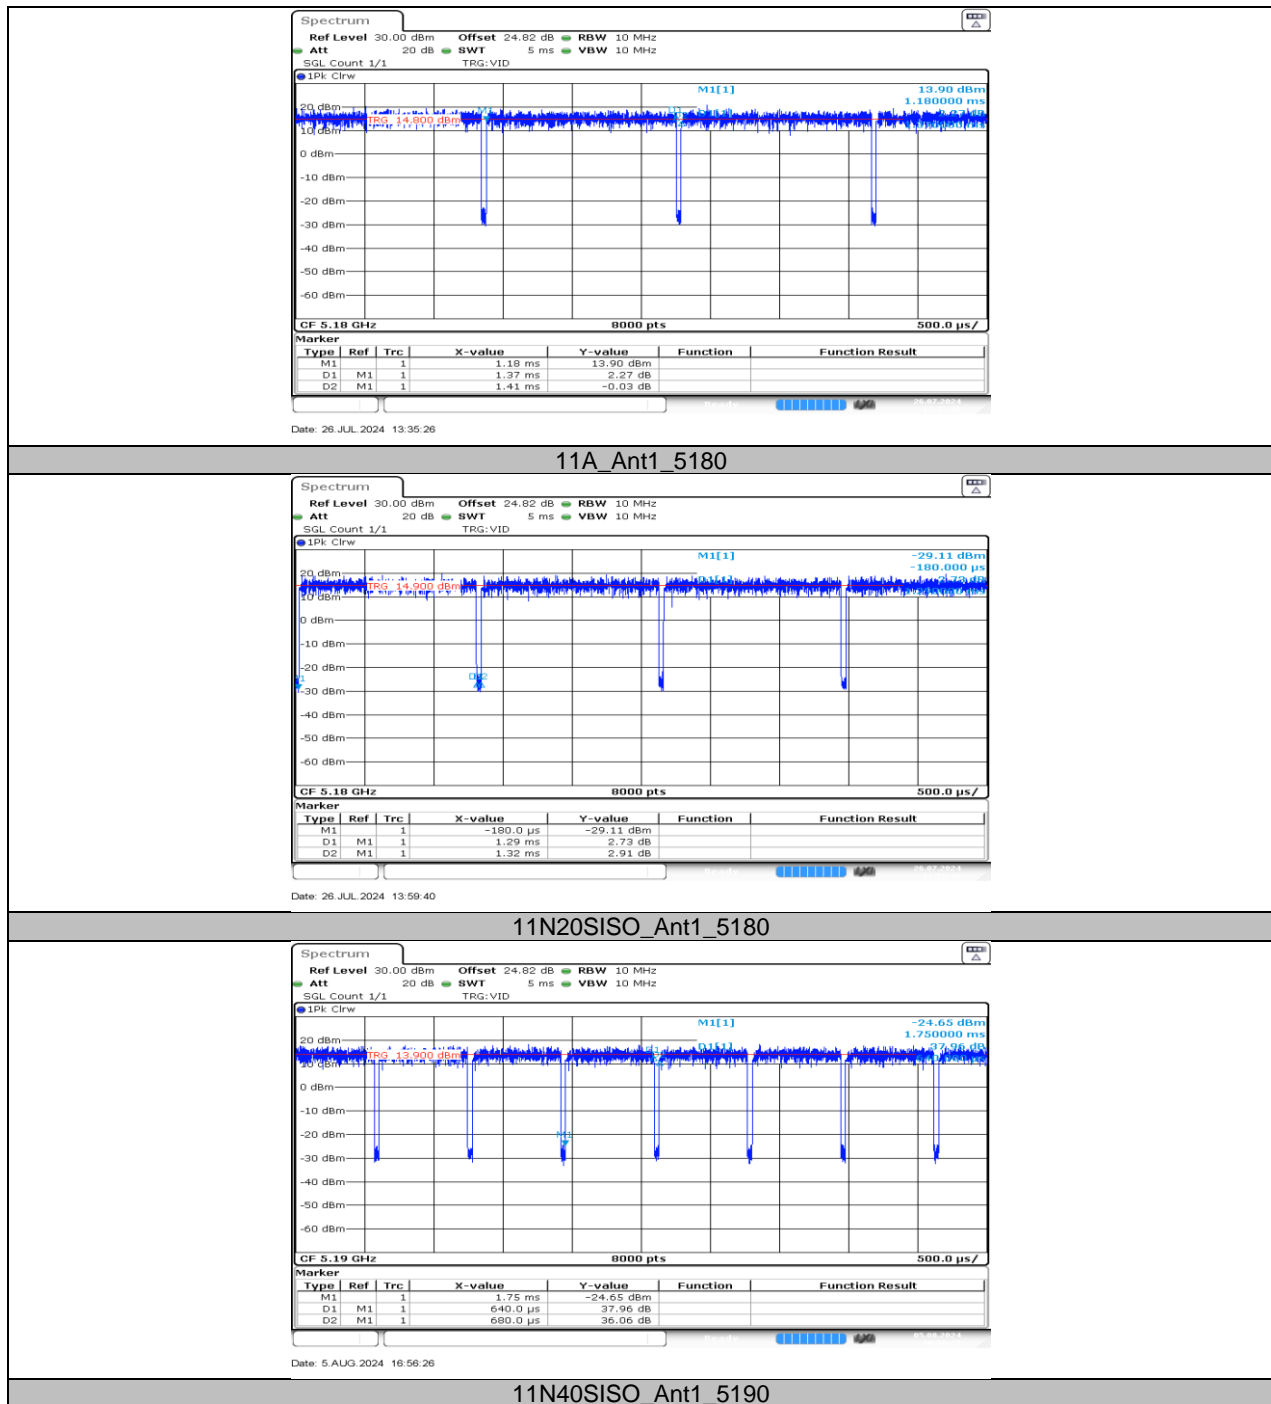 Spectrum
Ref Level 30.00 dBm Offset 24.82 dB RBW 10 MHz
Att 20 dB SWT 5 ms VBW 10 MHz
SGL Count 1/1 TRG:VID
1Pk Clrw
M1[1] 13.90 dBm
1.180000 ms
20 dBm
TRG 14.800 dBm
10 dBm
0 dBm
-10 dBm
-20 dBm
-30 dBm
-40 dBm
-50 dBm
-60 dBm
CF 5.18 GHz 8000 pts 500.0 µs/
Marker
Type Ref Trc X-value Y-value Function Function Result
M1 1 1.18 ms 13.90 dBm
D1 M1 1 1.37 ms 2.27 dB
D2 M1 1 1.41 ms -0.03 dB
Date: 26.JUL.2024 13:35:26
11A_Ant1_5180
Spectrum
Ref Level 30.00 dBm Offset 24.82 dB RBW 10 MHz
Att 20 dB SWT 5 ms VBW 10 MHz
SGL Count 1/1 TRG:VID
1Pk Clrw
M1[1] -29.11 dBm
-180.000 µs
20 dBm
TRG 14.900 dBm
10 dBm
0 dBm
-10 dBm
-20 dBm
-30 dBm
-40 dBm
-50 dBm
-60 dBm
CF 5.18 GHz 8000 pts 500.0 µs/
Marker
Type Ref Trc X-value Y-value Function Function Result
M1 1 -180.0 µs -29.11 dBm
D1 M1 1 1.29 ms 2.73 dB
D2 M1 1 1.32 ms 2.91 dB
Date: 26.JUL.2024 13:59:40
11N20SISO_Ant1_5180
Spectrum
Ref Level 30.00 dBm Offset 24.82 dB RBW 10 MHz
Att 20 dB SWT 5 ms VBW 10 MHz
SGL Count 1/1 TRG:VID
1Pk Clrw
M1[1] -24.65 dBm
1.750000 ms
20 dBm
D1[1] 37.96 dB
TRG 13.900 dBm
10 dBm
0 dBm
-10 dBm
-20 dBm
M1
-30 dBm
-40 dBm
-50 dBm
-60 dBm
CF 5.19 GHz 8000 pts 500.0 µs/
Marker
Type Ref Trc X-value Y-value Function Function Result
M1 1 1.75 ms -24.65 dBm
D1 M1 1 640.0 µs 37.96 dB
D2 M1 1 680.0 µs 36.06 dB
Date: 5.AUG.2024 16:56:26
11N40SISO_Ant1_5190